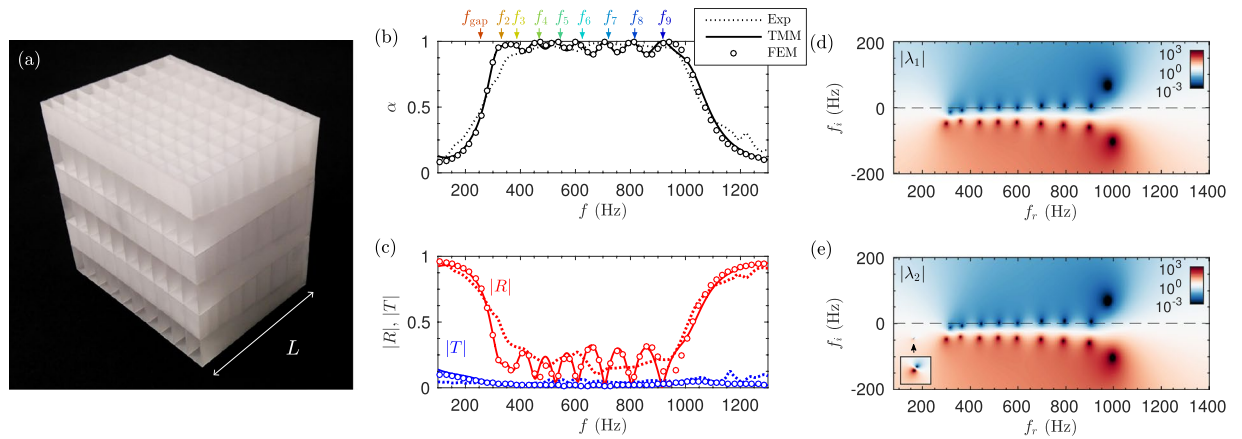 (a)
L
(b)
f_gap f_2 f_3 f_4 f_5 f_6 f_7 f_8 f_9
Exp
TMM
FEM
1
0.5
0
α
200 400 600 800 1000 1200
f (Hz)
(c)
1
0.5
0
|R|, |T|
|R|
|T|
200 400 600 800 1000 1200
f (Hz)
(d)
|λ_1|
10^3
10^0
10^-3
200
0
-200
f_i (Hz)
200 400 600 800 1000 1200 1400
f_r (Hz)
(e)
|λ_2|
10^3
10^0
10^-3
200
0
-200
f_i (Hz)
200 400 600 800 1000 1200 1400
f_r (Hz)